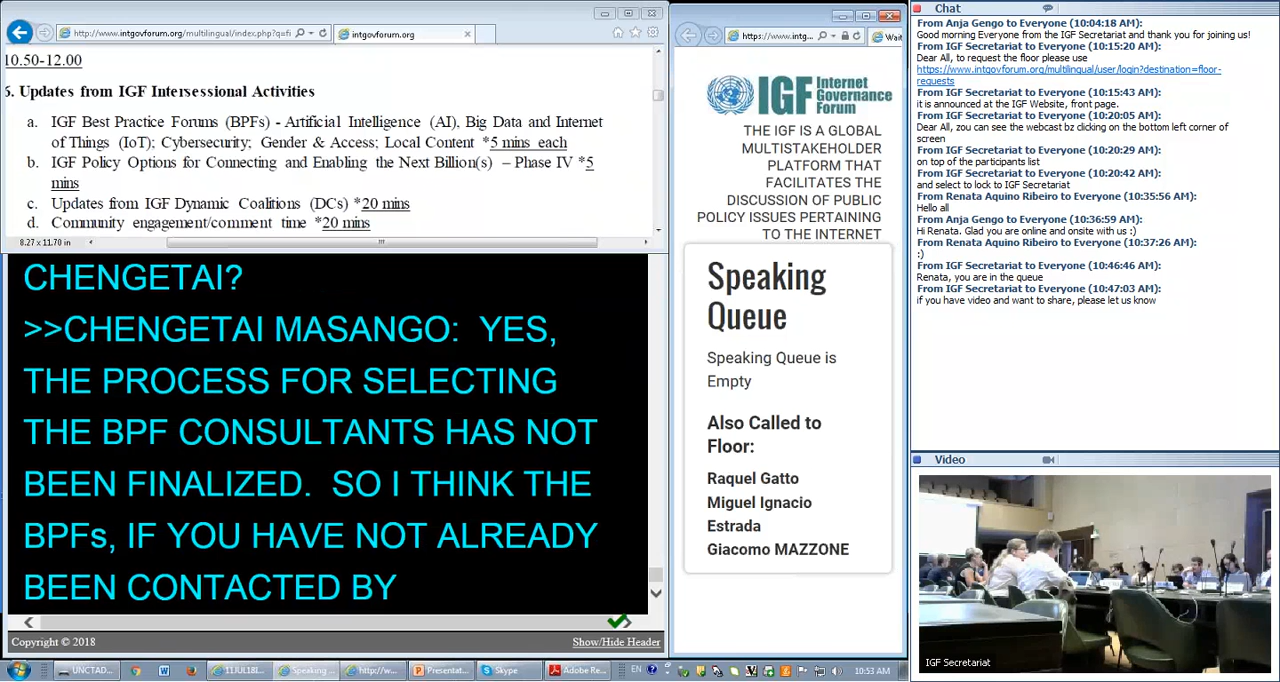 http://www.intgovforum.org/multilingual/index.php?q=fi
intgovforum.org
10.50-12.00
6. Updates from IGF Intersessional Activities
a. IGF Best Practice Forums (BPFs) - Artificial Intelligence (AI), Big Data and Internet
of Things (IoT); Cybersecurity; Gender & Access; Local Content *5 mins each
b. IGF Policy Options for Connecting and Enabling the Next Billion(s) – Phase IV *5
mins
c. Updates from IGF Dynamic Coalitions (DCs) *20 mins
d. Community engagement/comment time *20 mins
8.27 x 11.70 in
CHENGETAI?
>>CHENGETAI MASANGO: YES,
THE PROCESS FOR SELECTING
THE BPF CONSULTANTS HAS NOT
BEEN FINALIZED. SO I THINK THE
BPFs, IF YOU HAVE NOT ALREADY
BEEN CONTACTED BY
Copyright © 2018
Show/Hide Header
https://www.intg...
Wait
IGF Internet
Governance
Forum
THE IGF IS A GLOBAL
MULTISTAKEHOLDER
PLATFORM THAT
FACILITATES THE
DISCUSSION OF PUBLIC
POLICY ISSUES PERTAINING
TO THE INTERNET
Speaking
Queue
Speaking Queue is
Empty
Also Called to
Floor:
Raquel Gatto
Miguel Ignacio
Estrada
Giacomo MAZZONE
Chat
From Anja Gengo to Everyone (10:04:18 AM):
Good morning Everyone from the IGF Secretariat and thank you for joining us!
From IGF Secretariat to Everyone (10:15:20 AM):
Dear All, to request the floor please use
https://www.intgovforum.org/multilingual/user/login?destination=floor-
requests
From IGF Secretariat to Everyone (10:15:43 AM):
it is announced at the IGF Website, front page.
From IGF Secretariat to Everyone (10:20:05 AM):
Dear All, zou can see the webcast bz clicking on the bottom left corner of
screen
From IGF Secretariat to Everyone (10:20:29 AM):
on top of the participants list
From IGF Secretariat to Everyone (10:20:42 AM):
and select to lock to IGF Secretariat
From Renata Aquino Ribeiro to Everyone (10:35:56 AM):
Hello all
From Anja Gengo to Everyone (10:36:59 AM):
Hi Renata. Glad you are online and onsite with us :)
From Renata Aquino Ribeiro to Everyone (10:37:26 AM):
:)
From IGF Secretariat to Everyone (10:46:46 AM):
Renata, you are in the queue
From IGF Secretariat to Everyone (10:47:03 AM):
if you have video and want to share, please let us know
Video
IGF Secretariat
UNCTAD...
11JUL18I...
Speaking ...
http://w...
Presentat...
Skype
Adobe Re...
EN
10:53 AM